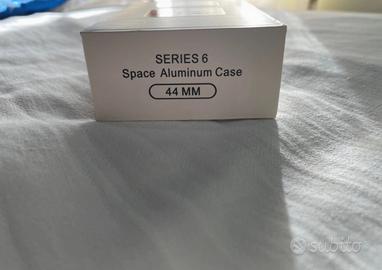 SERIES 6
Space Aluminum Case
44 MM
subito